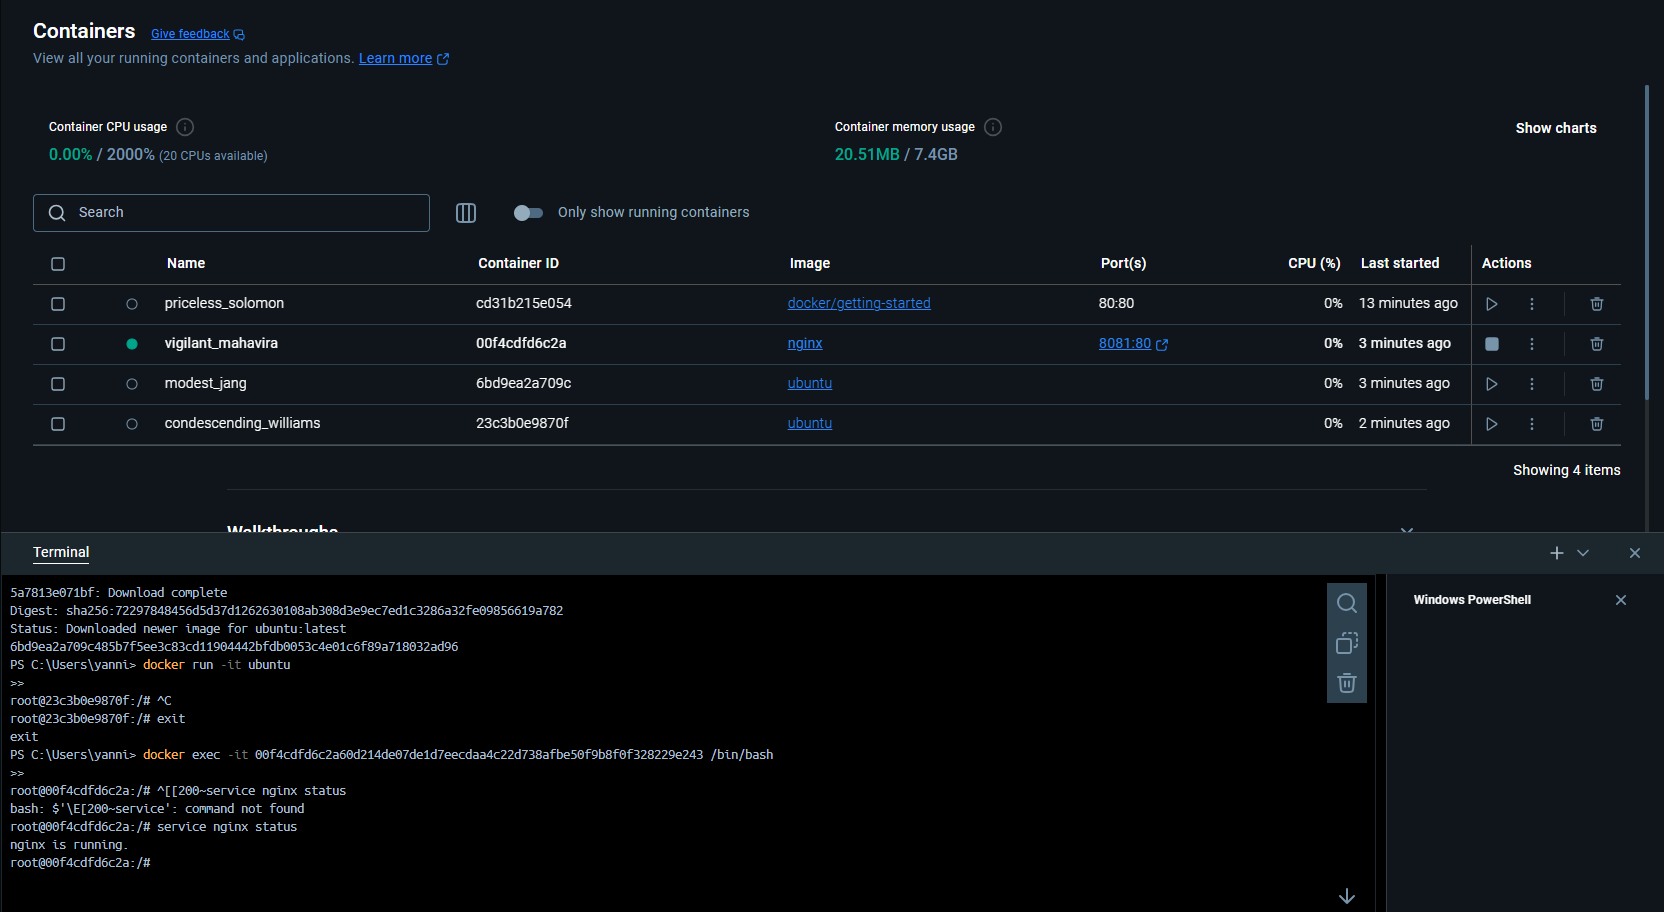 Containers Give feedback
View all your running containers and applications. Learn more
Container CPU usage
0.00% / 2000% (20 CPUs available)
Container memory usage
20.51MB / 7.4GB
Show charts
Search
Only show running containers
Name Container ID Image Port(s) CPU (%) Last started Actions
priceless_solomon cd31b215e054 docker/getting-started 80:80 0% 13 minutes ago
vigilant_mahavira 00f4cdfd6c2a nginx 8081:80 0% 3 minutes ago
modest_jang 6bd9ea2a709c ubuntu 0% 3 minutes ago
condescending_williams 23c3b0e9870f ubuntu 0% 2 minutes ago
Showing 4 items
Walkthroughs
Terminal
5a7813e071bf: Download complete
Digest: sha256:72297848456d5d37d1262630108ab308d3e9ec7ed1c3286a32fe09856619a782
Status: Downloaded newer image for ubuntu:latest
6bd9ea2a709c485b7f5ee3c83cd11904442bfdb0053c4e01c6f89a718032ad96
PS C:\Users\yanni> docker run -it ubuntu
>>
root@23c3b0e9870f:/# ^C
root@23c3b0e9870f:/# exit
exit
PS C:\Users\yanni> docker exec -it 00f4cdfd6c2a60d214de07de1d7eecdaa4c22d738afbe50f9b8f0f328229e243 /bin/bash
>>
root@00f4cdfd6c2a:/# ^[[200~service nginx status
bash: $'\E[200~service': command not found
root@00f4cdfd6c2a:/# service nginx status
nginx is running.
root@00f4cdfd6c2a:/#
Windows PowerShell